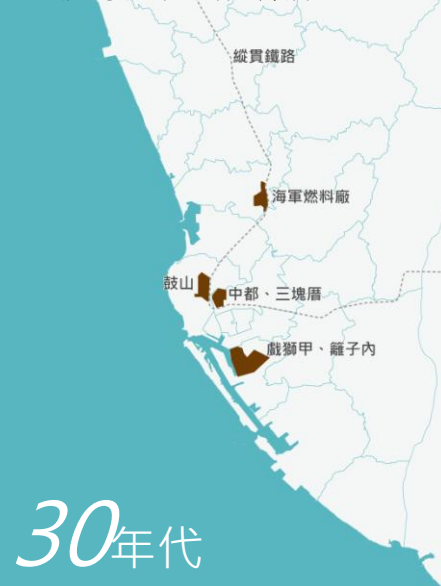 縱貫鐵路
海軍燃料廠
鼓山
中都、三塊厝
戲獅甲、籬子內
30年代